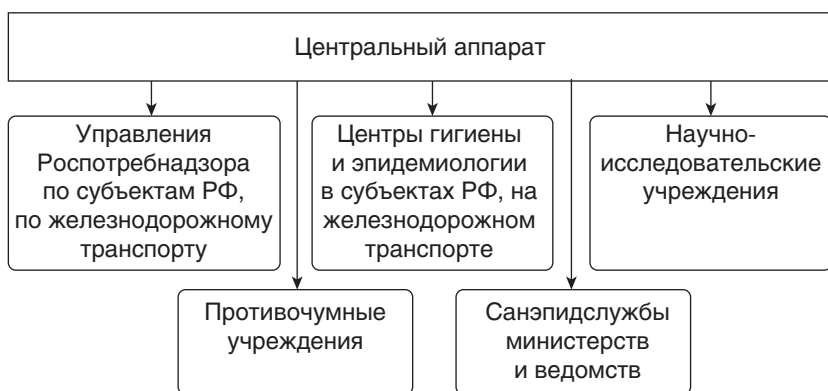 Центральный аппарат
Управления
Роспотребнадзора
по субъектам РФ,
по железнодорожному
транспорту
Центры гигиены
и эпидемиологии
в субъектах РФ, на
железнодорожном
транспорте
Научно-
исследовательские
учреждения
Противочумные
учреждения
Санэпидслужбы
министерств
и ведомств